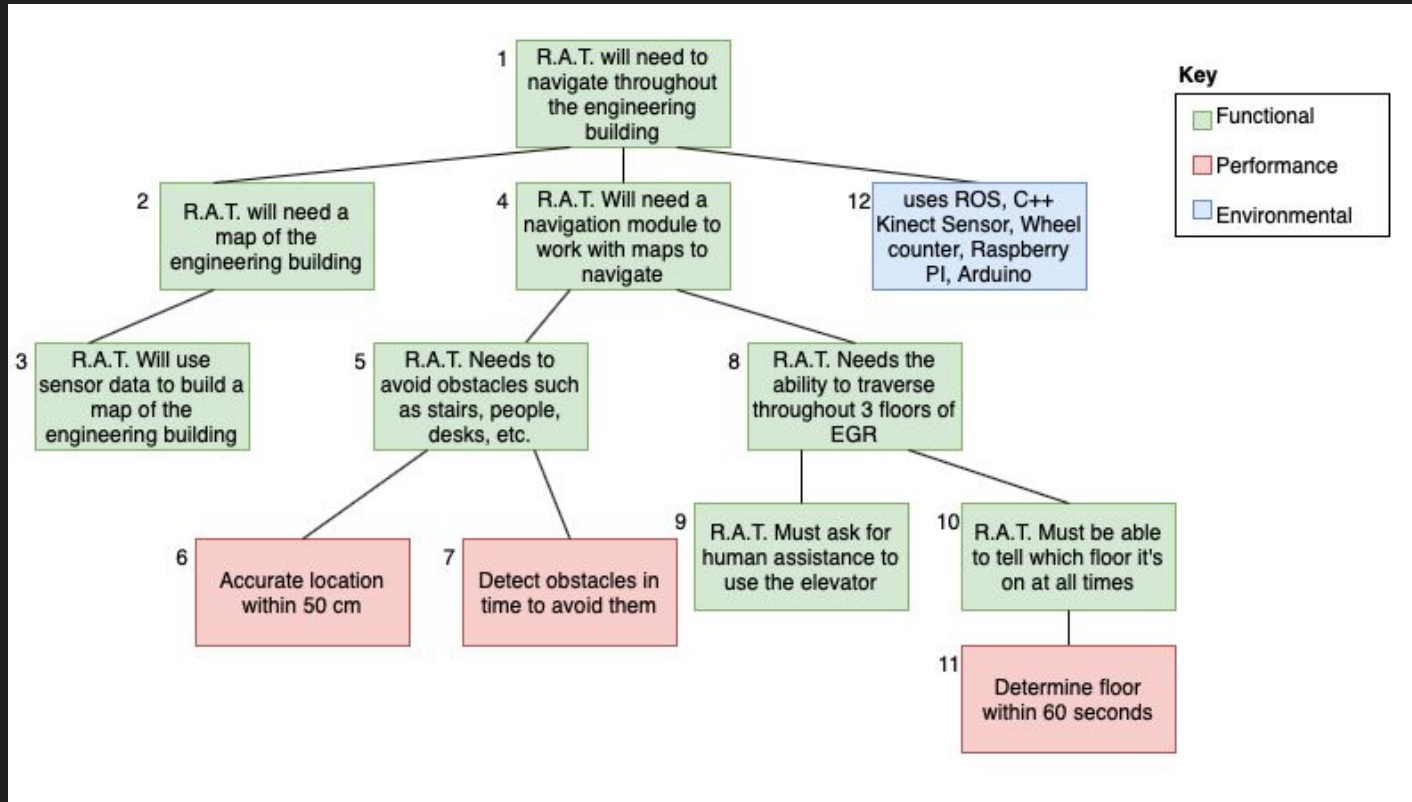 1
R.A.T. will need to
navigate throughout
the engineering
building
Key
Functional
Performance
Environmental
2
R.A.T. will need a
map of the
engineering building
4
R.A.T. Will need a
navigation module to
work with maps to
navigate
12
uses ROS, C++
Kinect Sensor, Wheel
counter, Raspberry
PI, Arduino
3
R.A.T. Will use
sensor data to build a
map of the
engineering building
5
R.A.T. Needs to
avoid obstacles such
as stairs, people,
desks, etc.
8
R.A.T. Needs the
ability to traverse
throughout 3 floors of
EGR
6
Accurate location
within 50 cm
7
Detect obstacles in
time to avoid them
9
R.A.T. Must ask for
human assistance to
use the elevator
10
R.A.T. Must be able
to tell which floor it's
on at all times
11
Determine floor
within 60 seconds